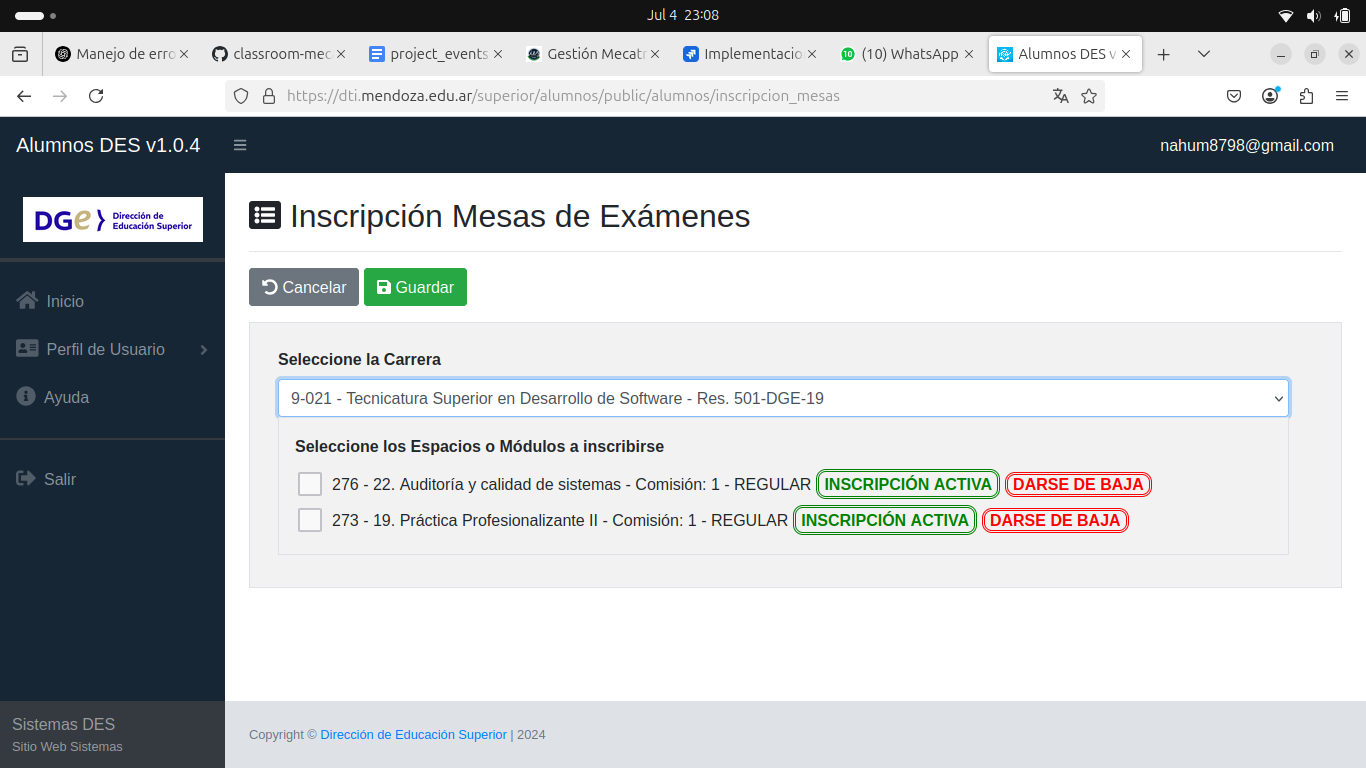 Jul 4 23:08
Manejo de erro
classroom-mec
project_events
Gestión Mecatr
Implementacio
(10) WhatsApp
Alumnos DES v
https://dti.mendoza.edu.ar/superior/alumnos/public/alumnos/inscripcion_mesas
Alumnos DES v1.0.4
nahum8798@gmail.com
DGe
Dirección de
Educación Superior
Inicio
Perfil de Usuario
Ayuda
Salir
Sistemas DES
Sitio Web Sistemas
Inscripción Mesas de Exámenes
Cancelar Guardar
Seleccione la Carrera
9-021 - Tecnicatura Superior en Desarrollo de Software - Res. 501-DGE-19
Seleccione los Espacios o Módulos a inscribirse
276 - 22. Auditoría y calidad de sistemas - Comisión: 1 - REGULAR INSCRIPCIÓN ACTIVA DARSE DE BAJA
273 - 19. Práctica Profesionalizante II - Comisión: 1 - REGULAR INSCRIPCIÓN ACTIVA DARSE DE BAJA
Copyright © Dirección de Educación Superior | 2024